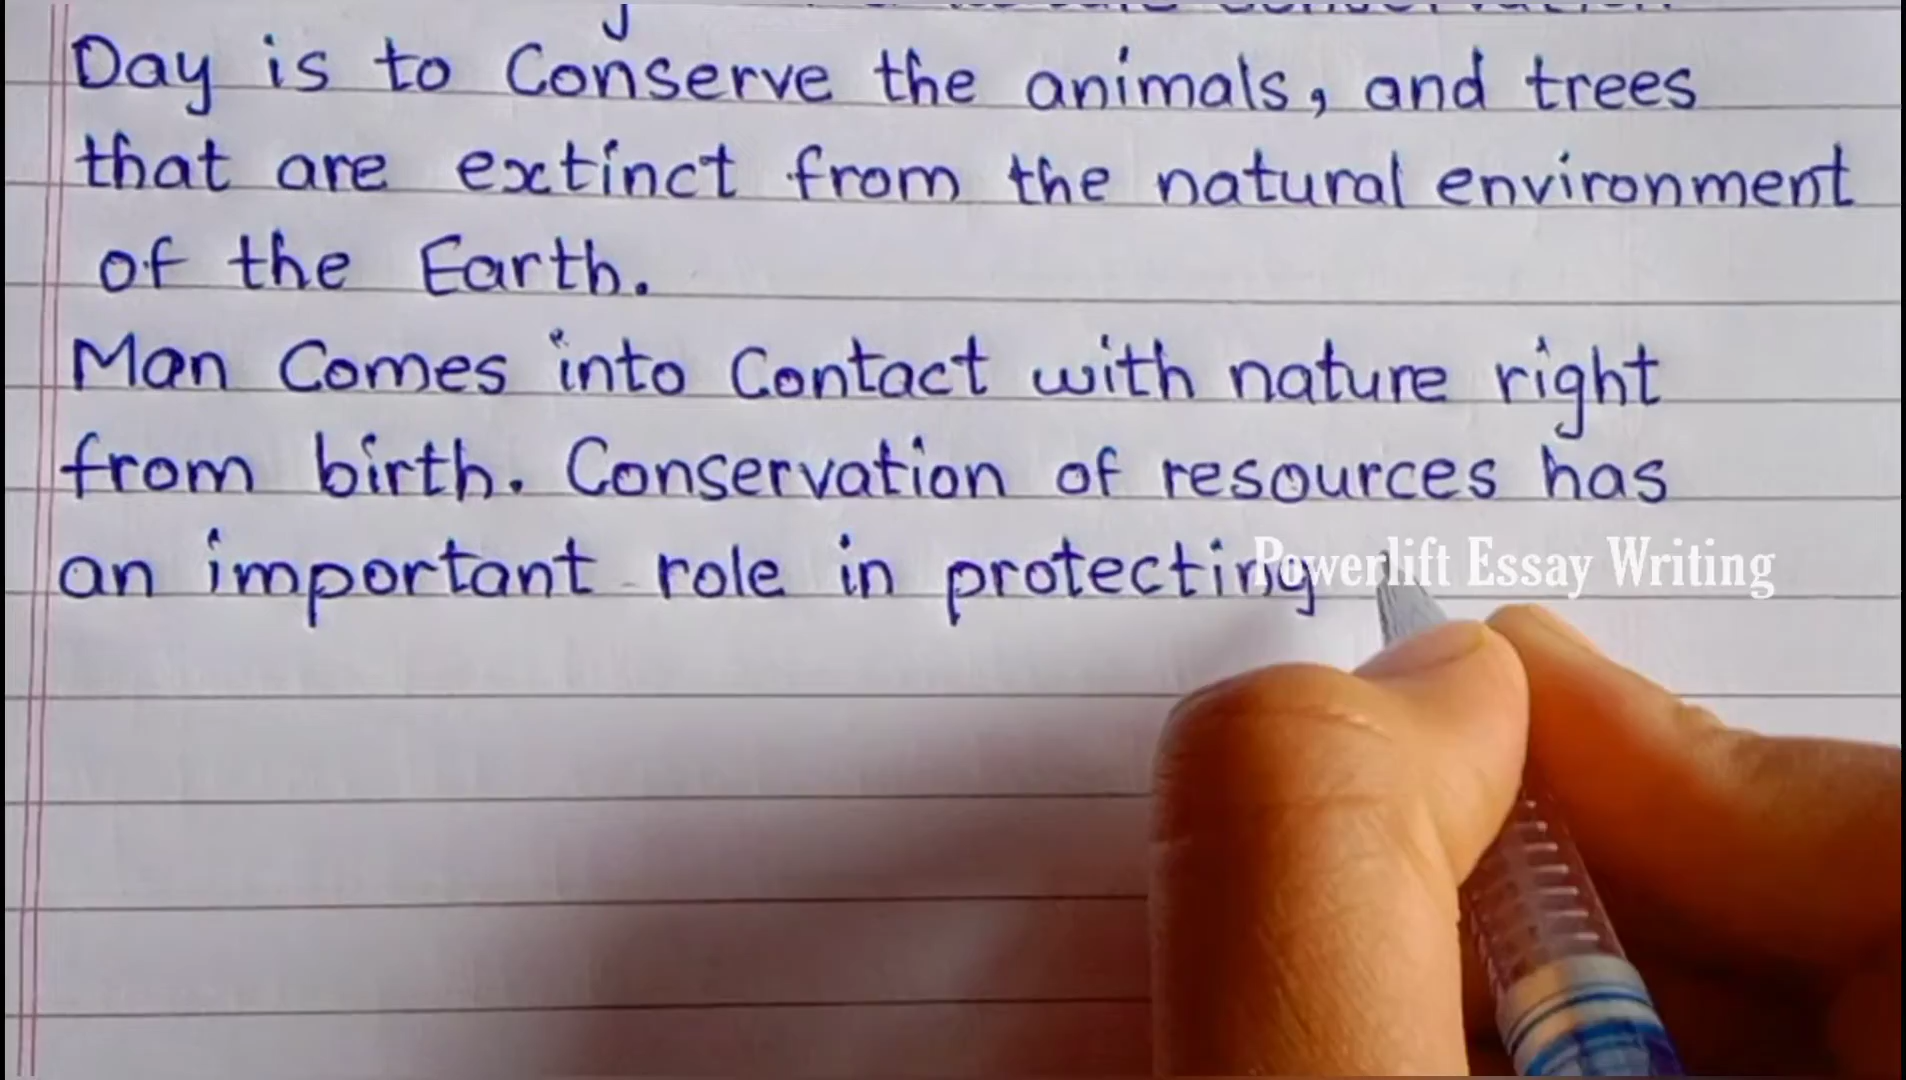 Day is to Conserve the animals, and trees
that are extinct from the natural environment
of the Earth.
Man Comes into Contact with nature right
from birth. Conservation of resources has
an important role in protecting
Powerlift Essay Writing